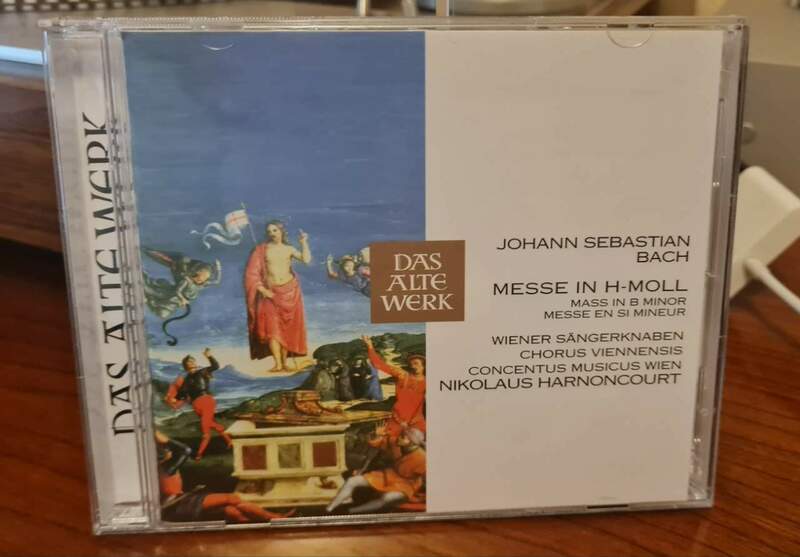 DAS ALTE WERK
DAS
ALTE
WERK
JOHANN SEBASTIAN
BACH
MESSE IN H-MOLL
MASS IN B MINOR
MESSE EN SI MINEUR
WIENER SÄNGERKNABEN
CHORUS VIENNENSIS
CONCENTUS MUSICUS WIEN
NIKOLAUS HARNONCOURT